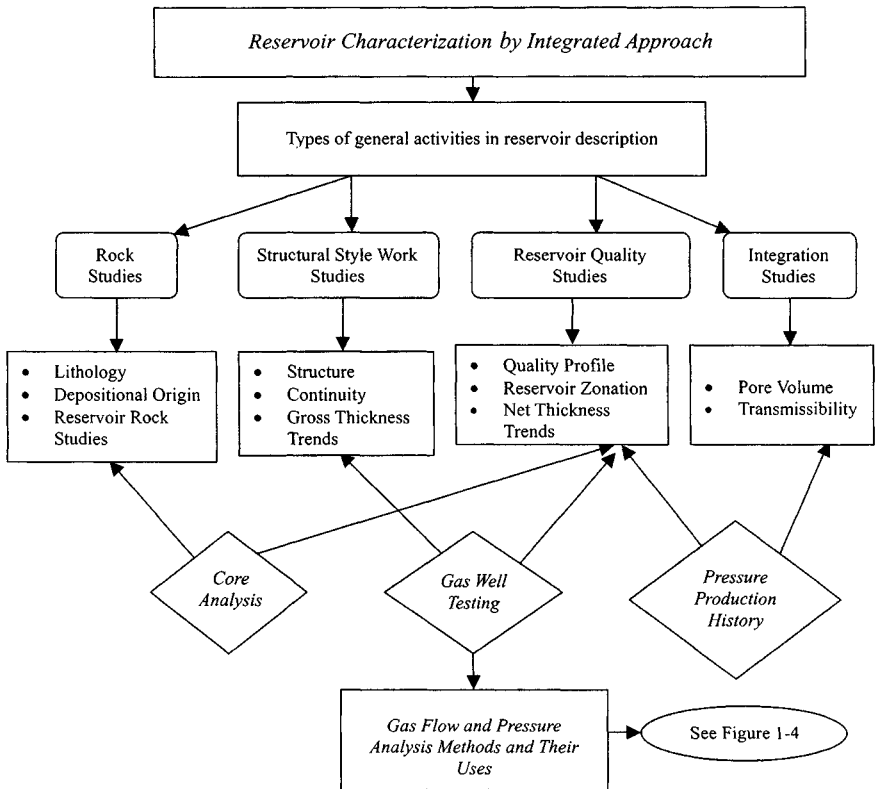 Reservoir Characterization by Integrated Approach
Types of general activities in reservoir description
Rock
Studies
Structural Style Work
Studies
Reservoir Quality
Studies
Integration
Studies
• Lithology
• Depositional Origin
• Reservoir Rock
Studies
• Structure
• Continuity
• Gross Thickness
Trends
• Quality Profile
• Reservoir Zonation
• Net Thickness
Trends
• Pore Volume
• Transmissibility
Core
Analysis
Gas Well
Testing
Pressure
Production
History
Gas Flow and Pressure
Analysis Methods and Their
Uses
See Figure 1-4